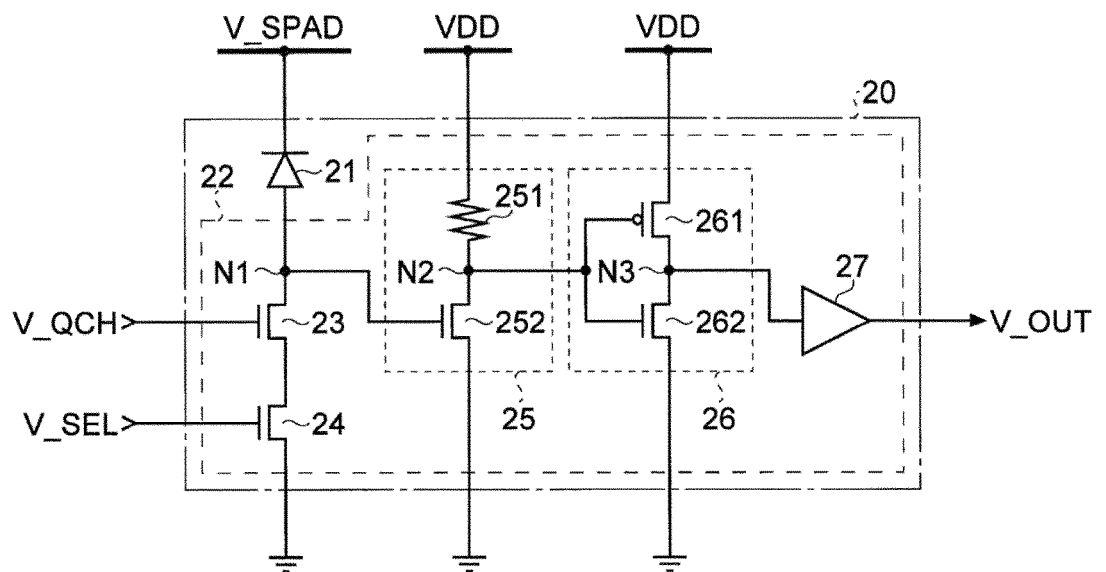 V_SPAD
VDD
VDD
20
22
21
251
261
27
N1
N2
N3
V_QCH
23
252
262
V_OUT
V_SEL
24
25
26